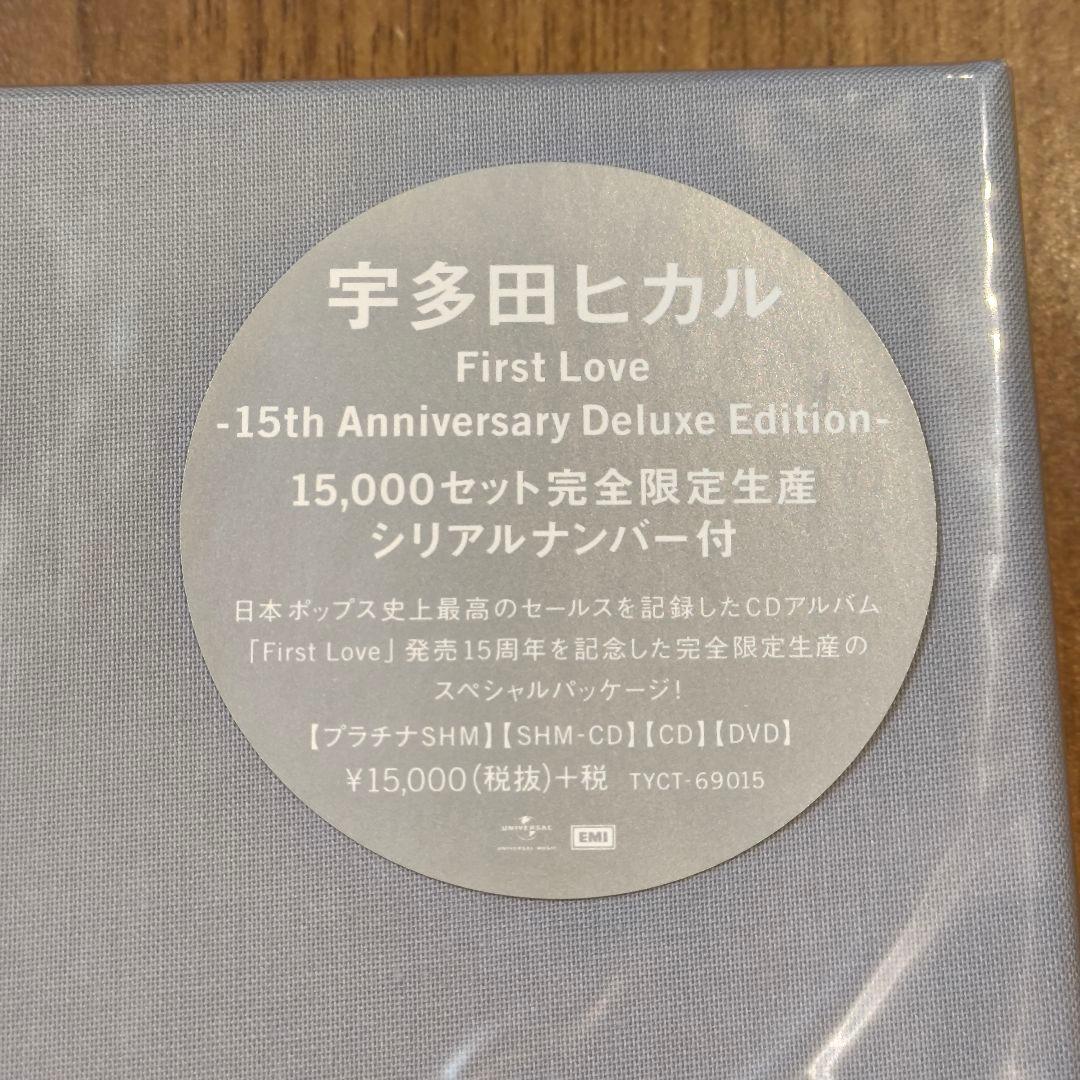 宇多田ヒカル
First Love
-15th Anniversary Deluxe Edition-
15,000セット完全限定生産
シリアルナンバー付
日本ポップス史上最高のセールスを記録したCDアルバム
「First Love」発売15周年を記念した完全限定生産の
スペシャルパッケージ!
【プラチナSHM】【SHM-CD】【CD】【DVD】
¥15,000(税抜)+税 TYCT-69015
UNIVERSAL EMI
UNIVERSAL MUSIC